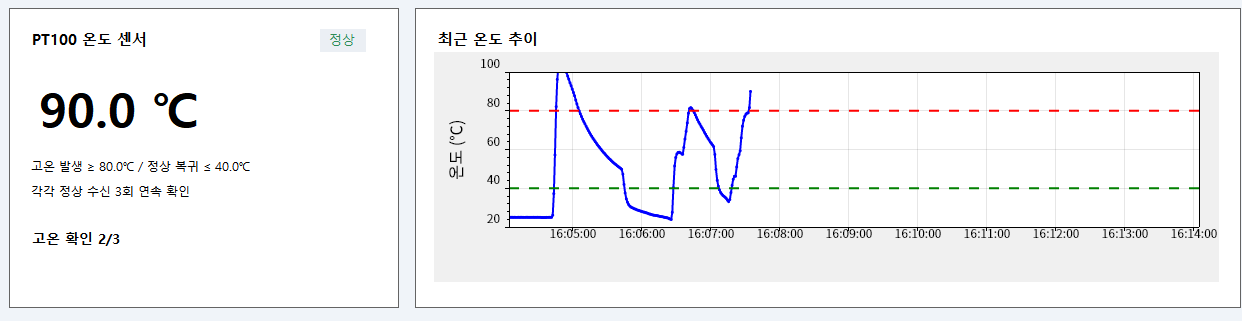 PT100 온도 센서
정상
90.0 ℃
고온 발생 ≥ 80.0℃ / 정상 복귀 ≤ 40.0℃
각각 정상 수신 3회 연속 확인
고온 확인 2/3
최근 온도 추이
온도 (℃)
100
80
60
40
20
16:05:00 16:06:00 16:07:00 16:08:00 16:09:00 16:10:00 16:11:00 16:12:00 16:13:00 16:14:00